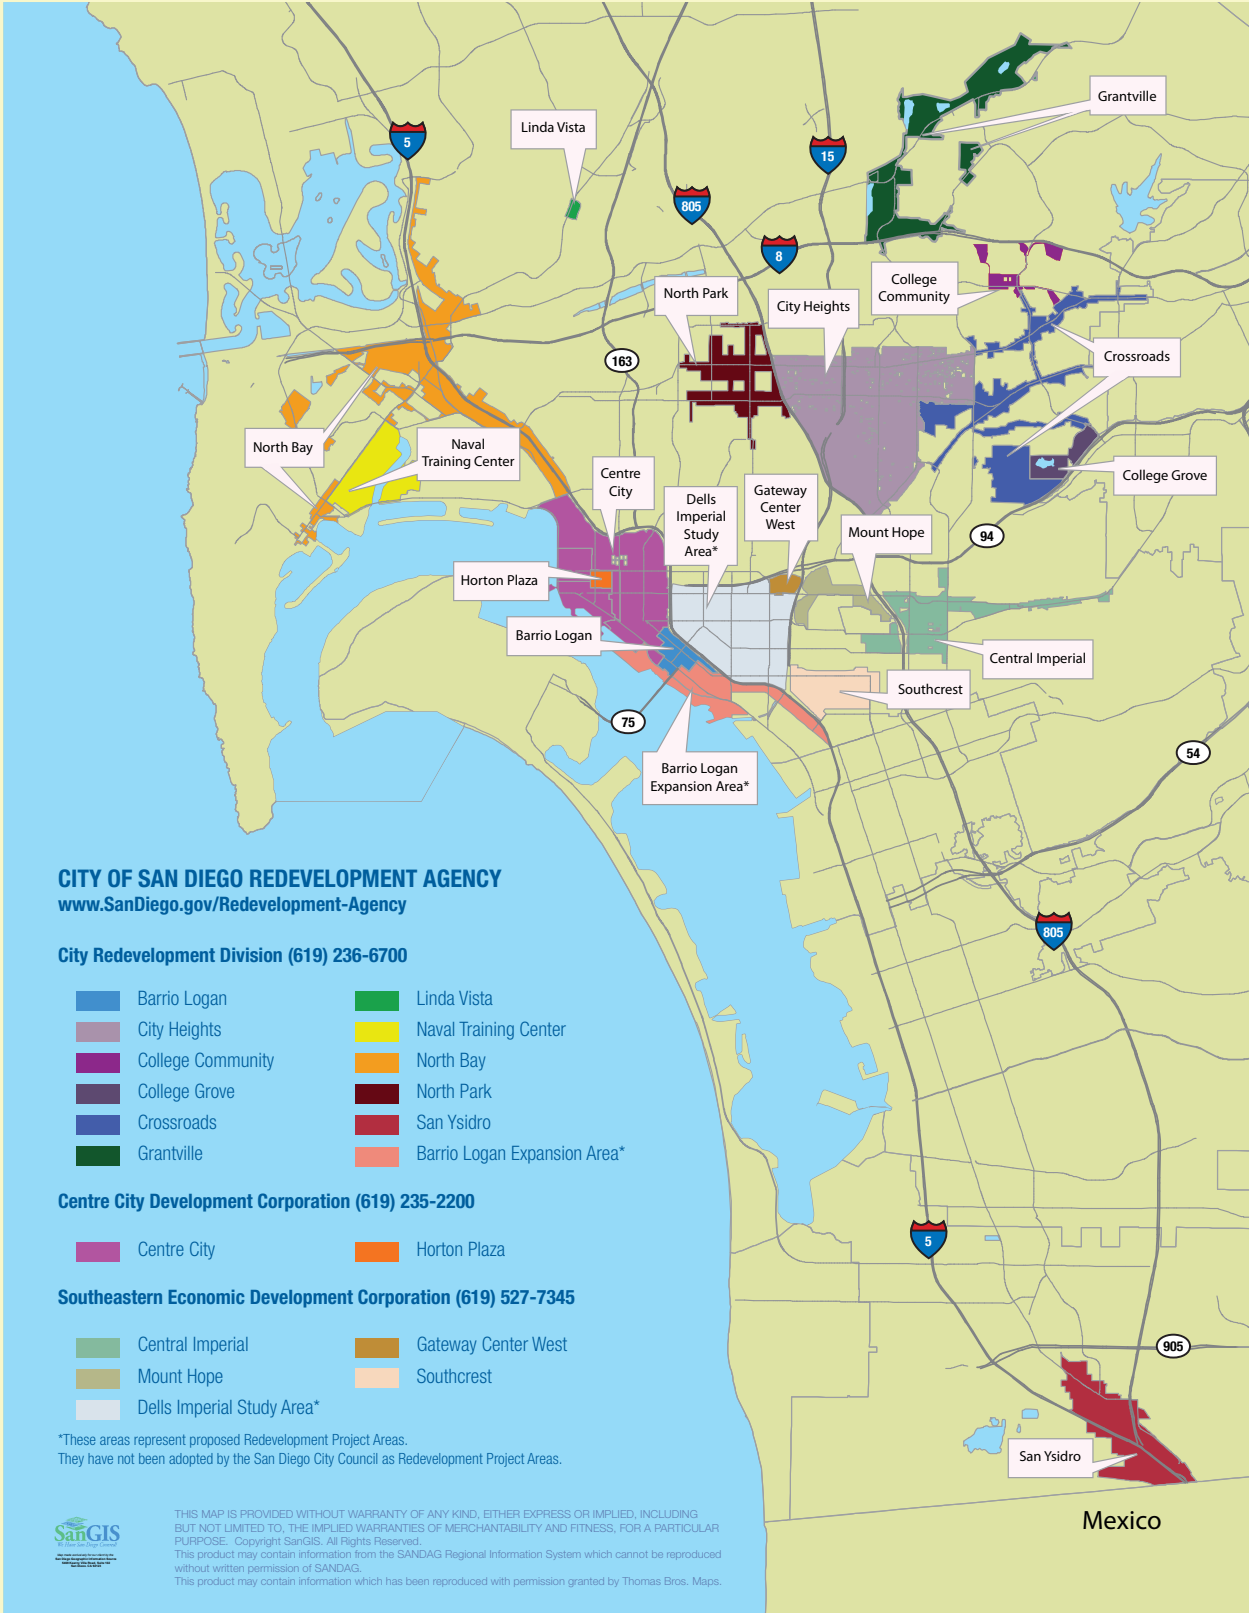 Grantville
Linda Vista
5
15
805
8
College
Community
North Park
City Heights
Crossroads
163
North Bay
Naval
Training Center
Centre
City
Dells
Imperial
Study
Area*
Gateway
Center
West
College Grove
Mount Hope
94
Horton Plaza
Barrio Logan
Central Imperial
Southcrest
75
54
Barrio Logan
Expansion Area*
CITY OF SAN DIEGO REDEVELOPMENT AGENCY
www.SanDiego.gov/Redevelopment-Agency
805
City Redevelopment Division (619) 236-6700
Barrio Logan
Linda Vista
City Heights
Naval Training Center
College Community
North Bay
College Grove
North Park
Crossroads
San Ysidro
Grantville
Barrio Logan Expansion Area*
Centre City Development Corporation (619) 235-2200
Centre City
Horton Plaza
5
Southeastern Economic Development Corporation (619) 527-7345
Central Imperial
Gateway Center West
905
Mount Hope
Southcrest
Dells Imperial Study Area*
*These areas represent proposed Redevelopment Project Areas.
They have not been adopted by the San Diego City Council as Redevelopment Project Areas.
San Ysidro
Mexico
SanGIS
THIS MAP IS PROVIDED WITHOUT WARRANTY OF ANY KIND, EITHER EXPRESS OR IMPLIED, INCLUDING
BUT NOT LIMITED TO, THE IMPLIED WARRANTIES OF MERCHANTABILITY AND FITNESS, FOR A PARTICULAR
PURPOSE. Copyright SanGIS. All Rights Reserved.
This product may contain information from the SANDAG Regional Information System which cannot be reproduced
without written permission of SANDAG.
This product may contain information which has been reproduced with permission granted by Thomas Bros. Maps.